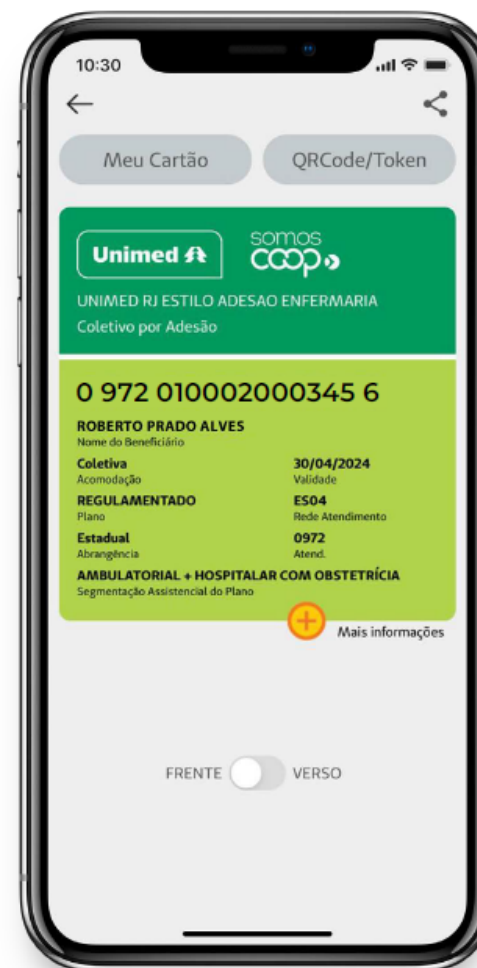 10:30
Meu Cartão QRCode/Token
Unimed somos coop
UNIMED RJ ESTILO ADESAO ENFERMARIA
Coletivo por Adesão
0 972 010002000345 6
ROBERTO PRADO ALVES
Nome do Beneficiário
Coletiva 30/04/2024
Acomodação Validade
REGULAMENTADO ES04
Plano Rede Atendimento
Estadual 0972
Abrangência Atend.
AMBULATORIAL + HOSPITALAR COM OBSTETRÍCIA
Segmentação Assistencial do Plano
Mais informações
FRENTE VERSO